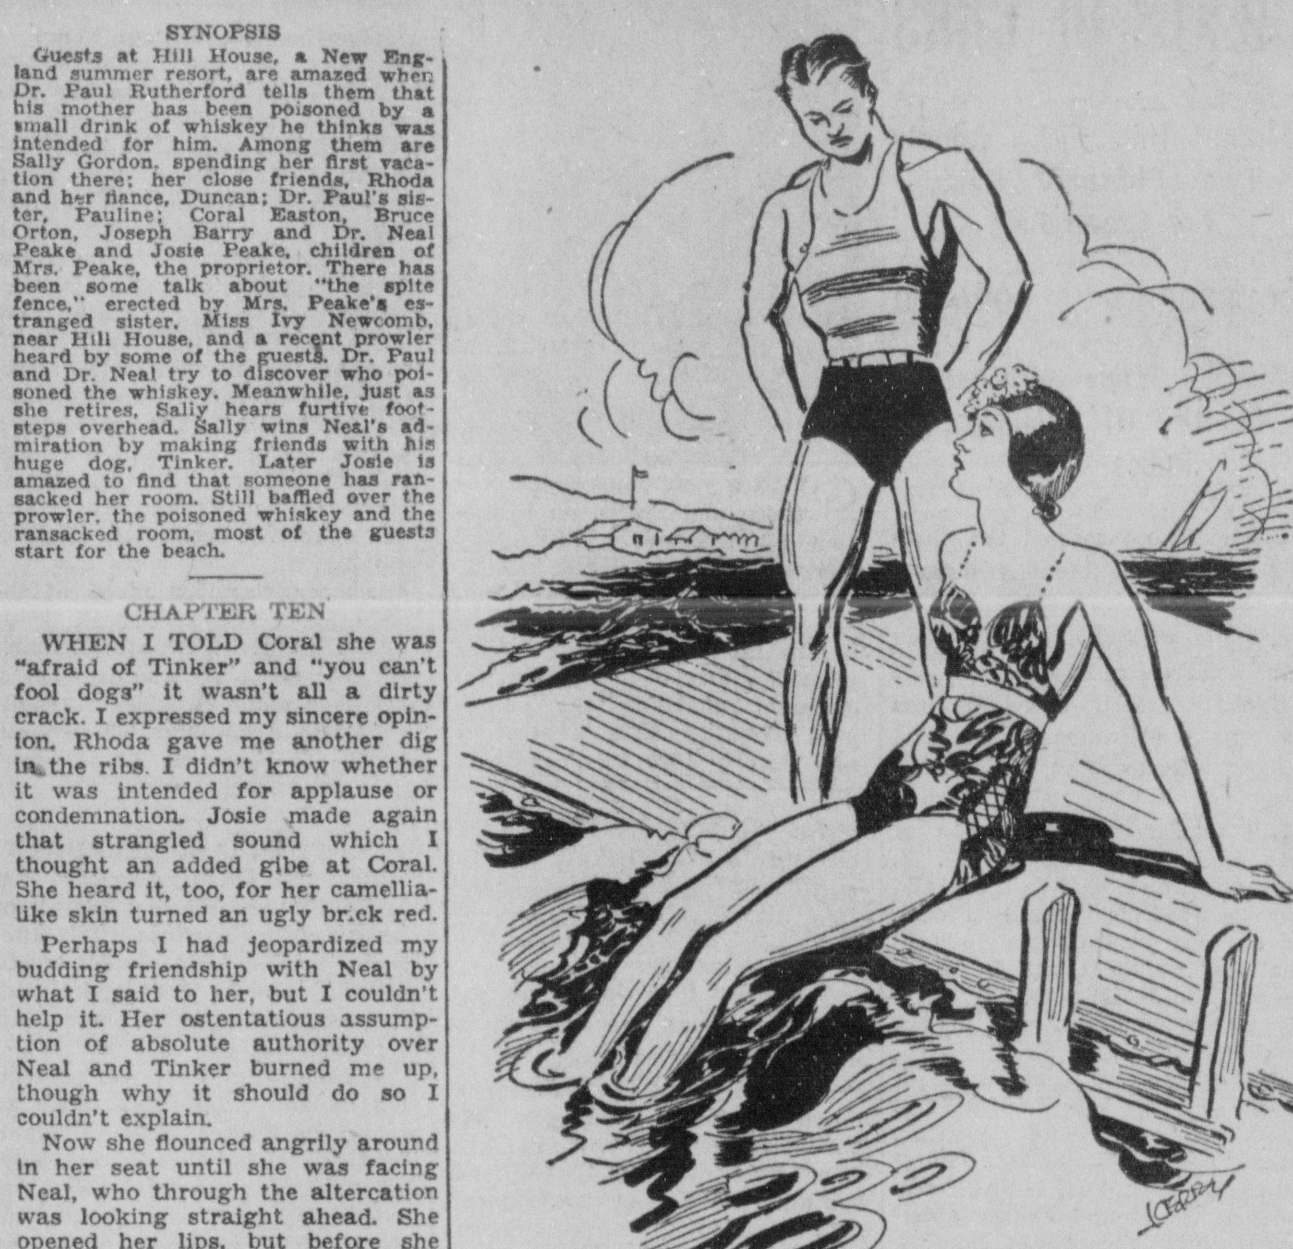 SYNOPSIS
Guests at Hill House, a New Eng-
land summer resort, are amazed when
Dr. Paul Rutherford tells them that
his mother has been poisoned by a
small drink of whiskey he thinks was
intended for him. Among them are
Sally Gordon, spending her first vaca-
tion there; her close friends, Rhoda
and her fiance, Duncan; Dr. Paul's sis-
ter, Pauline; Coral Easton, Bruce
Orton, Joseph Barry and Dr. Neal
Peake and Josie Peake, children of
Mrs. Peake, the proprietor. There has
been some talk about "the spite
fence," erected by Mrs. Peake's es-
tranged sister, Miss Ivy Newcomb,
near Hill House, and a recent prowler
heard by some of the guests. Dr. Paul
and Dr. Neal try to discover who poi-
soned the whiskey. Meanwhile, just as
she retires, Sally hears furtive foot-
steps overhead. Sally wins Neal's ad-
miration by making friends with his
huge dog, Tinker. Later Josie is
amazed to find that someone has ran-
sacked her room. Still baffled over the
prowler, the poisoned whiskey and the
ransacked room, most of the guests
start for the beach.
CHAPTER TEN
WHEN I TOLD Coral she was
"afraid of Tinker" and "you can't
fool dogs" it wasn't all a dirty
crack. I expressed my sincere opin-
ion. Rhoda gave me another dig
in the ribs. I didn't know whether
it was intended for applause or
condemnation. Josie made again
that strangled sound which I
thought an added gibe at Coral.
She heard it, too, for her camellia-
like skin turned an ugly brick red.
Perhaps I had jeopardized my
budding friendship with Neal by
what I said to her, but I couldn't
help it. Her ostentatious assump-
tion of absolute authority over
Neal and Tinker burned me up,
though why it should do so I
couldn't explain.
Now she flounced angrily around
in her seat until she was facing
Neal, who through the altercation
was looking straight ahead. She
opened her lips, but before she